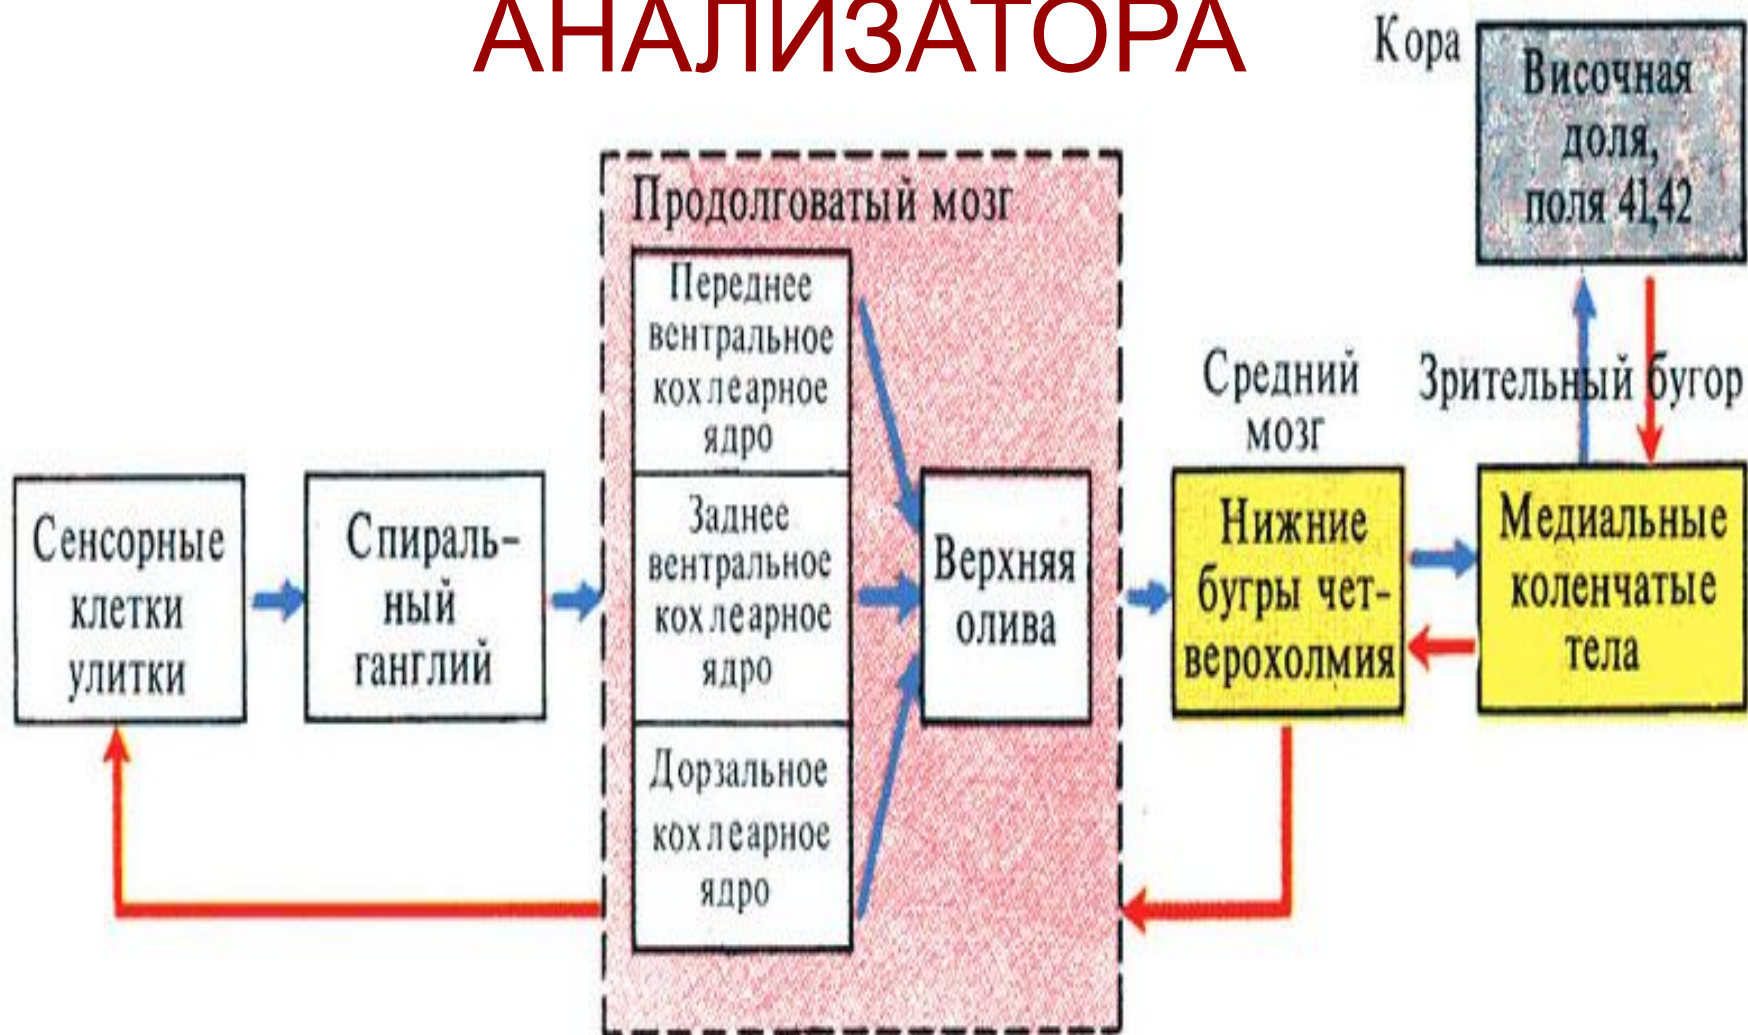 АНАЛИЗАТОРА
Кора
Височная
доля,
поля 41,42
Продолговатый мозг
Переднее
вентральное
кохлеарное
ядро
Заднее
вентральное
кохлеарное
ядро
Дорзальное
кохлеарное
ядро
Сенсорные
клетки
улитки
Спираль-
ный
ганглий
Верхняя
олива
Средний
мозг
Нижние
бугры чет-
верохолмия
Зрительный бугор
Медиальные
коленчатые
тела